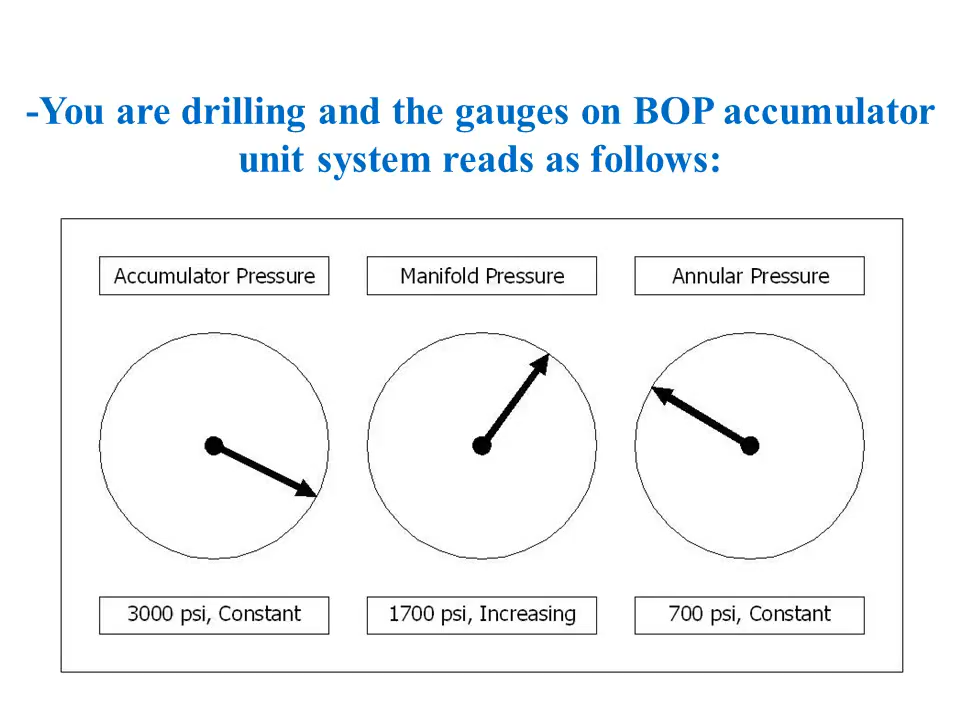 -You are drilling and the gauges on BOP accumulator
unit system reads as follows:
Accumulator Pressure
Manifold Pressure
Annular Pressure
3000 psi, Constant
1700 psi, Increasing
700 psi, Constant